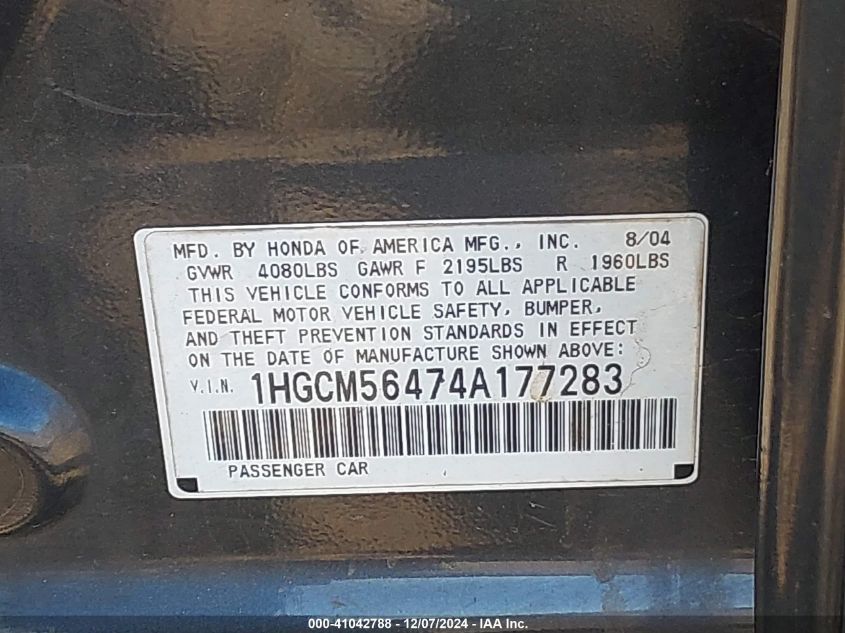 MFD. BY HONDA OF AMERICA MFG., INC. 8/04
GVWR 4080LBS GAWR F 2195LBS R 1960LBS
THIS VEHICLE CONFORMS TO ALL APPLICABLE
FEDERAL MOTOR VEHICLE SAFETY, BUMPER,
AND THEFT PREVENTION STANDARDS IN EFFECT
ON THE DATE OF MANUFACTURE SHOWN ABOVE:
V.I.N. 1HGCM56474A177283
PASSENGER CAR
000-41042788 - 12/07/2024 - IAA Inc.